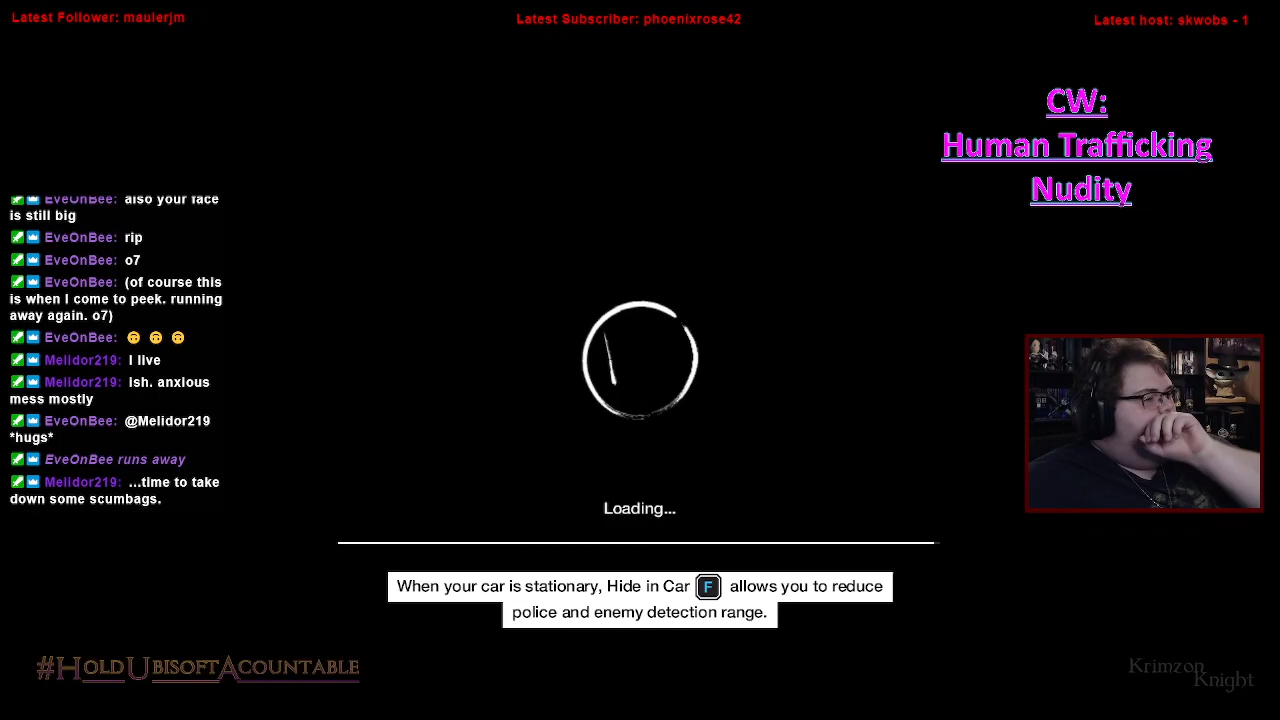 Latest Follower: maulerjm
Latest Subscriber: phoenixrose42
Latest host: skwobs - 1
CW:
Human Trafficking
Nudity
EveOnBee: also your face
is still big
EveOnBee: rip
EveOnBee: o7
EveOnBee: (of course this
is when I come to peek. running
away again. o7)
EveOnBee: 🙃 🙃 🙃
Melidor219: I live
Melidor219: Ish. anxious
mess mostly
EveOnBee: @Melidor219
*hugs*
EveOnBee runs away
Melidor219: ...time to take
down some scumbags.
Loading...
When your car is stationary, Hide in Car F allows you to reduce
police and enemy detection range.
#HoldUbisoftAcountable
Krimzon
Knight